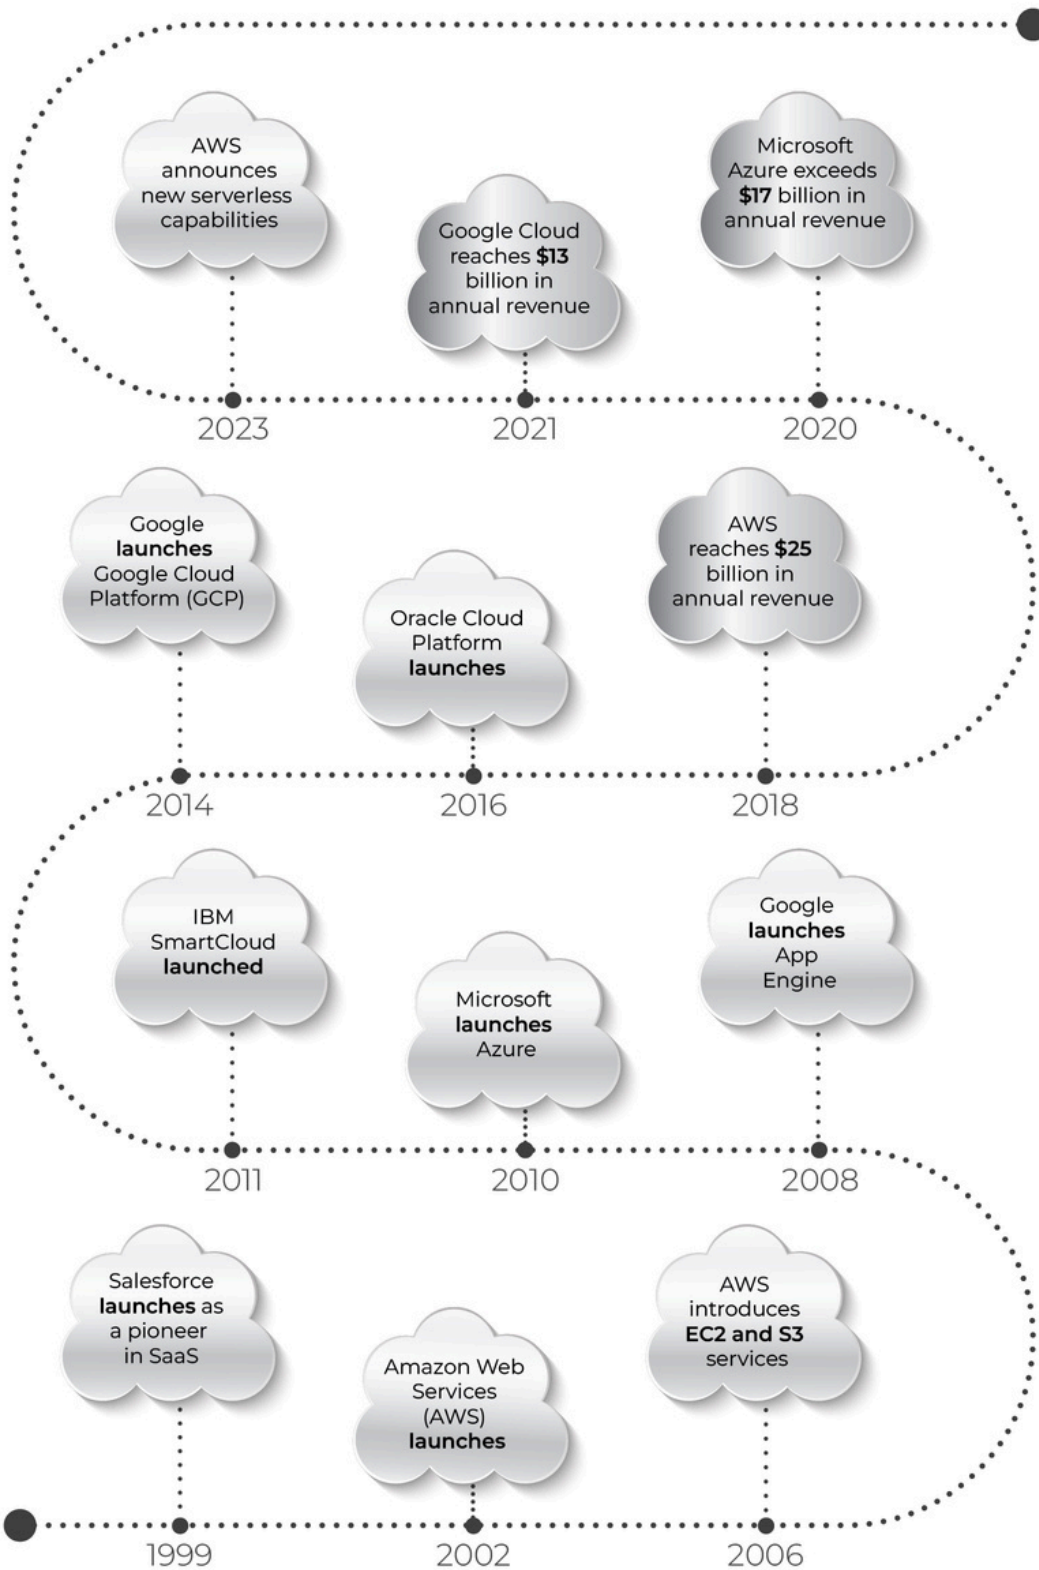 AWS
announces
new serverless
capabilities
Google Cloud
reaches $13
billion in
annual revenue
Microsoft
Azure exceeds
$17 billion in
annual revenue
2023
2021
2020
Google
launches
Google Cloud
Platform (GCP)
Oracle Cloud
Platform
launches
AWS
reaches $25
billion in
annual revenue
2014
2016
2018
IBM
SmartCloud
launched
Microsoft
launches
Azure
Google
launches
App
Engine
2011
2010
2008
Salesforce
launches as
a pioneer
in SaaS
Amazon Web
Services
(AWS)
launches
AWS
introduces
EC2 and S3
services
1999
2002
2006